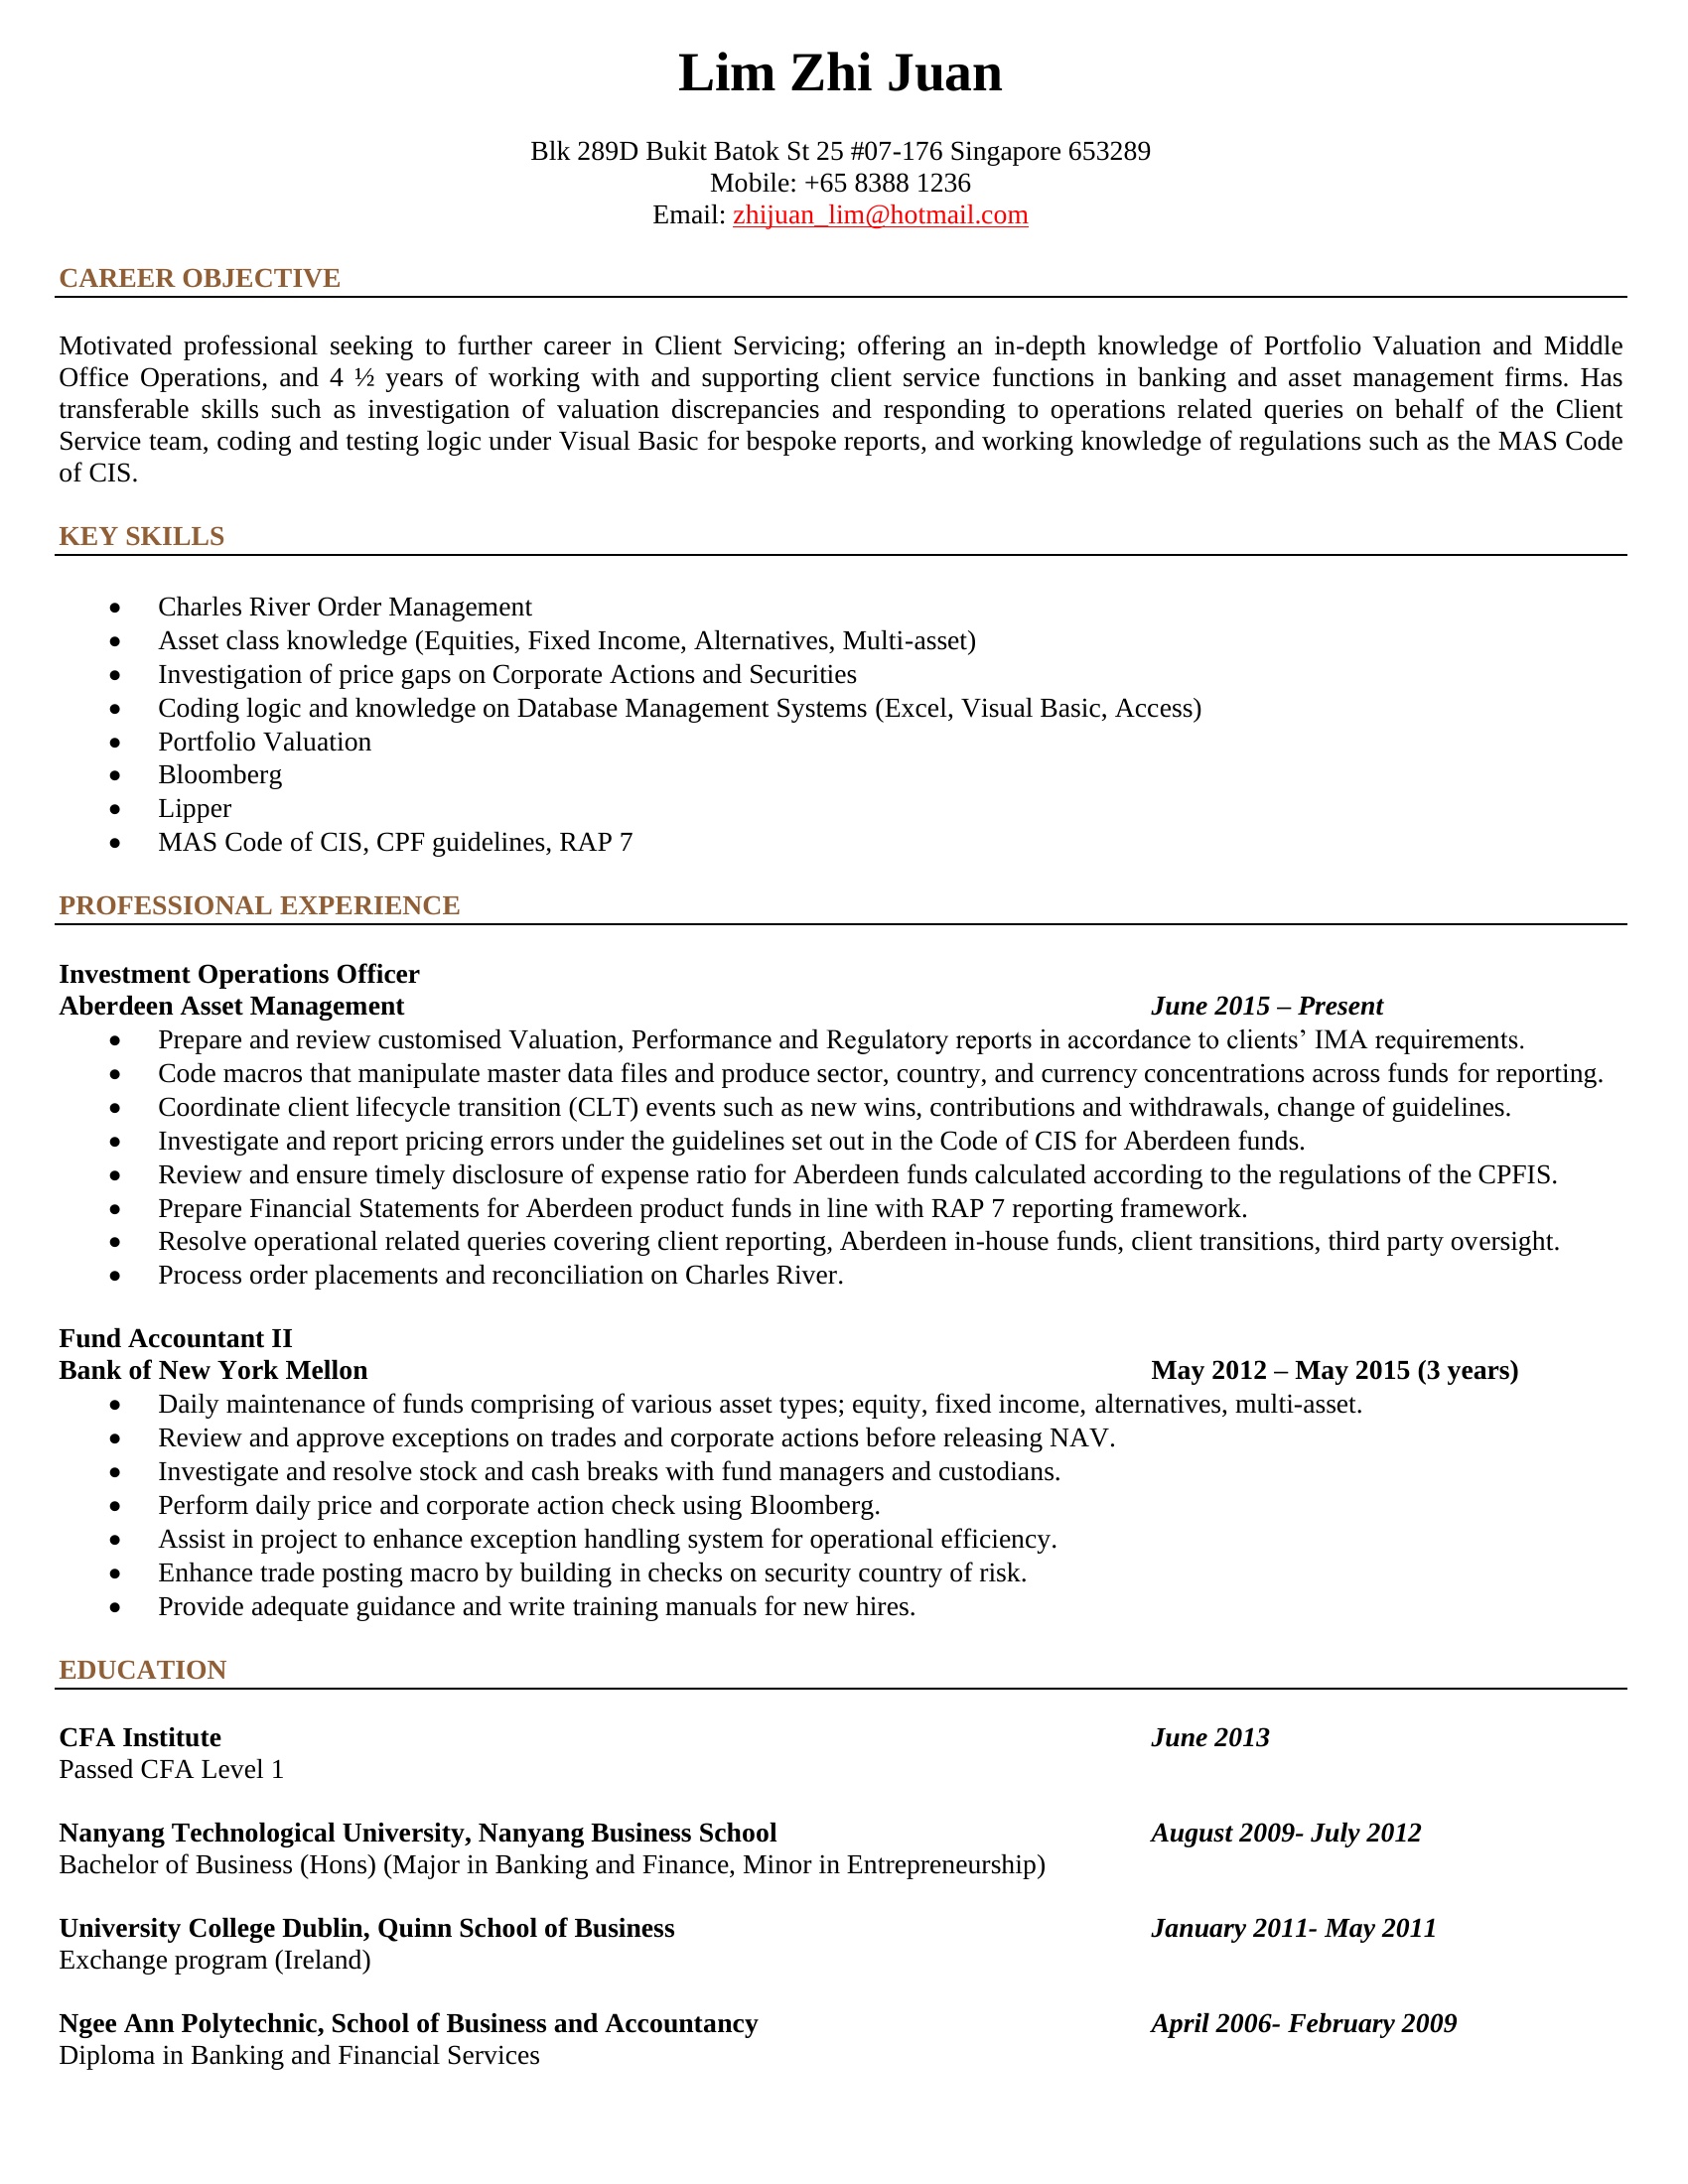 Lim Zhi Juan
Blk 289D Bukit Batok St 25 #07-176 Singapore 653289
Mobile: +65 8388 1236
Email: zhijuan_lim@hotmail.com
CAREER OBJECTIVE
Motivated professional seeking to further career in Client Servicing; offering an in-depth knowledge of Portfolio Valuation and Middle
Office Operations, and 4 ½ years of working with and supporting client service functions in banking and asset management firms. Has
transferable skills such as investigation of valuation discrepancies and responding to operations related queries on behalf of the Client
Service team, coding and testing logic under Visual Basic for bespoke reports, and working knowledge of regulations such as the MAS Code
of CIS.
KEY SKILLS
• Charles River Order Management
• Asset class knowledge (Equities, Fixed Income, Alternatives, Multi-asset)
• Investigation of price gaps on Corporate Actions and Securities
• Coding logic and knowledge on Database Management Systems (Excel, Visual Basic, Access)
• Portfolio Valuation
• Bloomberg
• Lipper
• MAS Code of CIS, CPF guidelines, RAP 7
PROFESSIONAL EXPERIENCE
Investment Operations Officer
Aberdeen Asset Management June 2015 – Present
• Prepare and review customised Valuation, Performance and Regulatory reports in accordance to clients’ IMA requirements.
• Code macros that manipulate master data files and produce sector, country, and currency concentrations across funds for reporting.
• Coordinate client lifecycle transition (CLT) events such as new wins, contributions and withdrawals, change of guidelines.
• Investigate and report pricing errors under the guidelines set out in the Code of CIS for Aberdeen funds.
• Review and ensure timely disclosure of expense ratio for Aberdeen funds calculated according to the regulations of the CPFIS.
• Prepare Financial Statements for Aberdeen product funds in line with RAP 7 reporting framework.
• Resolve operational related queries covering client reporting, Aberdeen in-house funds, client transitions, third party oversight.
• Process order placements and reconciliation on Charles River.
Fund Accountant II
Bank of New York Mellon May 2012 – May 2015 (3 years)
• Daily maintenance of funds comprising of various asset types; equity, fixed income, alternatives, multi-asset.
• Review and approve exceptions on trades and corporate actions before releasing NAV.
• Investigate and resolve stock and cash breaks with fund managers and custodians.
• Perform daily price and corporate action check using Bloomberg.
• Assist in project to enhance exception handling system for operational efficiency.
• Enhance trade posting macro by building in checks on security country of risk.
• Provide adequate guidance and write training manuals for new hires.
EDUCATION
CFA Institute June 2013
Passed CFA Level 1
Nanyang Technological University, Nanyang Business School August 2009- July 2012
Bachelor of Business (Hons) (Major in Banking and Finance, Minor in Entrepreneurship)
University College Dublin, Quinn School of Business January 2011- May 2011
Exchange program (Ireland)
Ngee Ann Polytechnic, School of Business and Accountancy April 2006- February 2009
Diploma in Banking and Financial Services